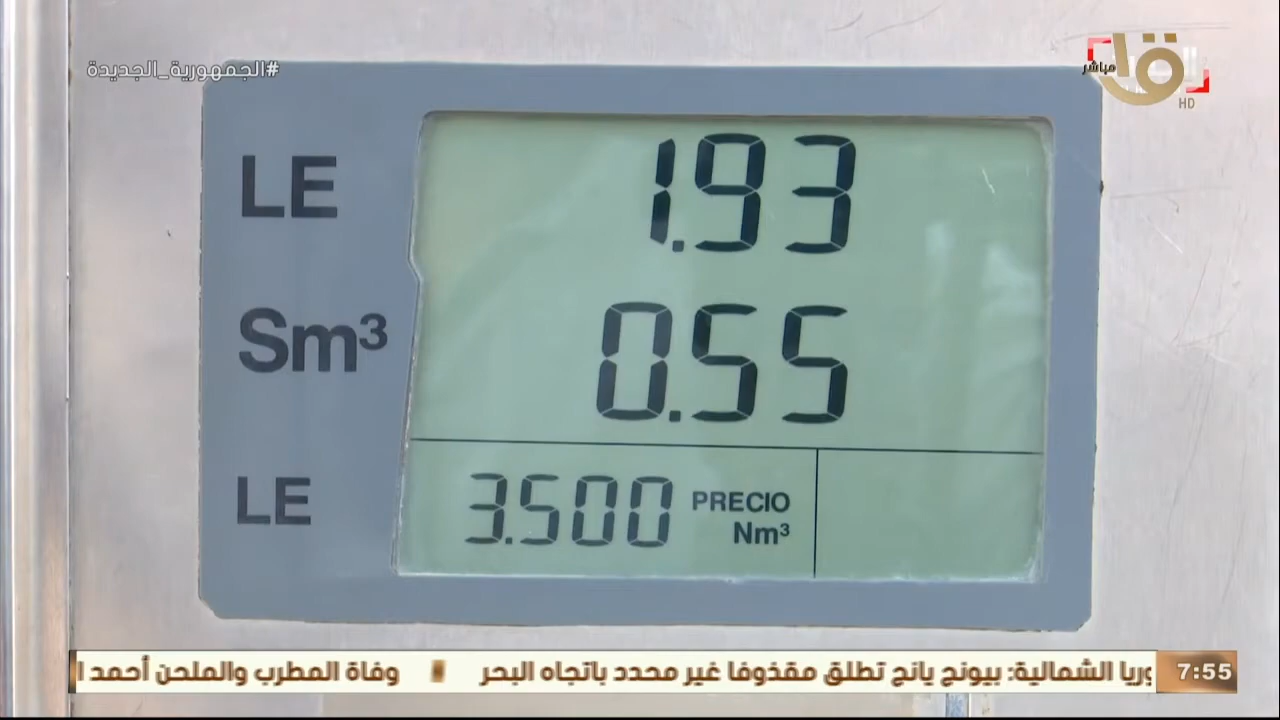 #الجمهورية_الجديدة
مباشر
HD
LE 1.93
Sm³ 0.55
LE 3.500 PRECIO
Nm³
7:55
وريا الشمالية: بيونج يانج تطلق مقذوفا غير محدد باتجاه البحر
وفاة المطرب والملحن أحمد ا